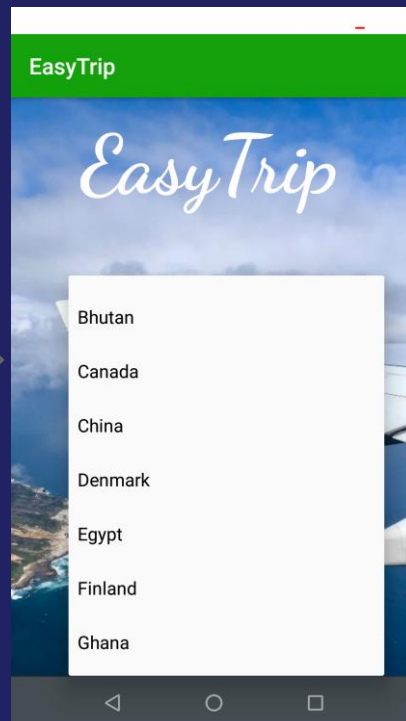 EasyTrip
EasyTrip
Bhutan
Canada
China
Denmark
Egypt
Finland
Ghana